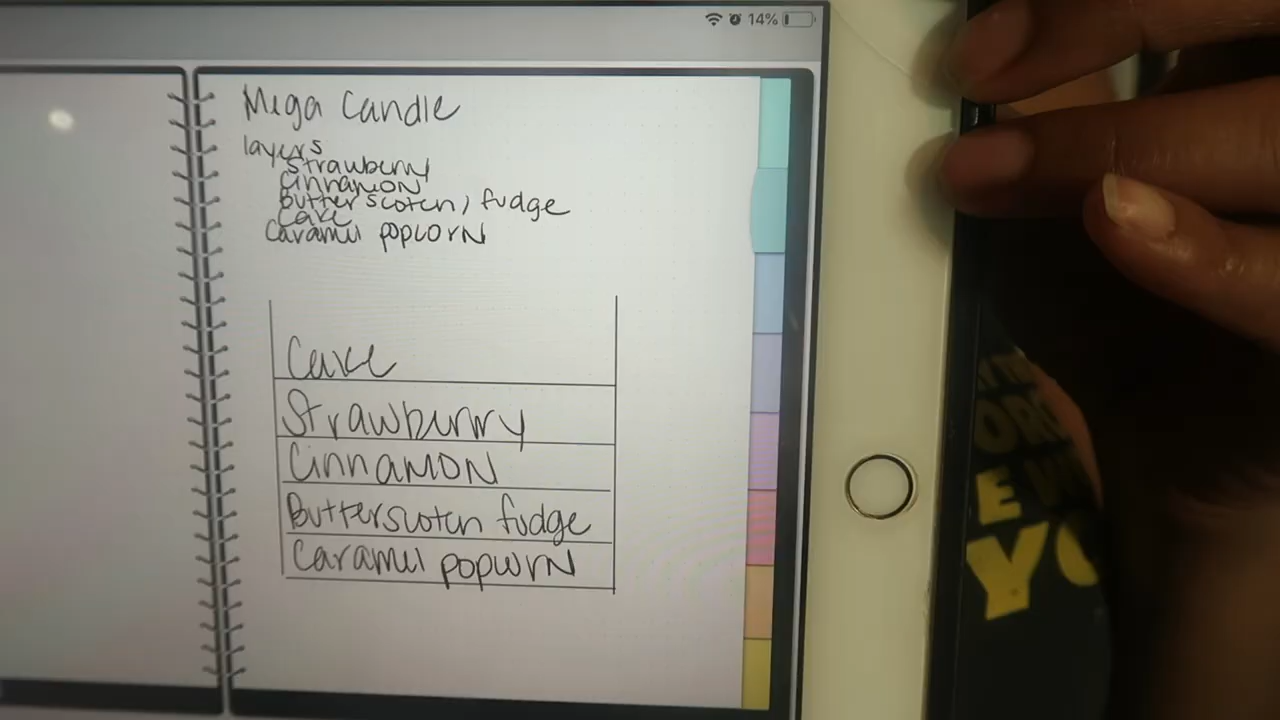 14%
Mega Candle
layers
Strawberry
Cinnamon
Butterscotch / fudge
Cake
Caramel popcorn
Cake
Strawberry
Cinnamon
Butterscotch fudge
Caramel popcorn
E
Y